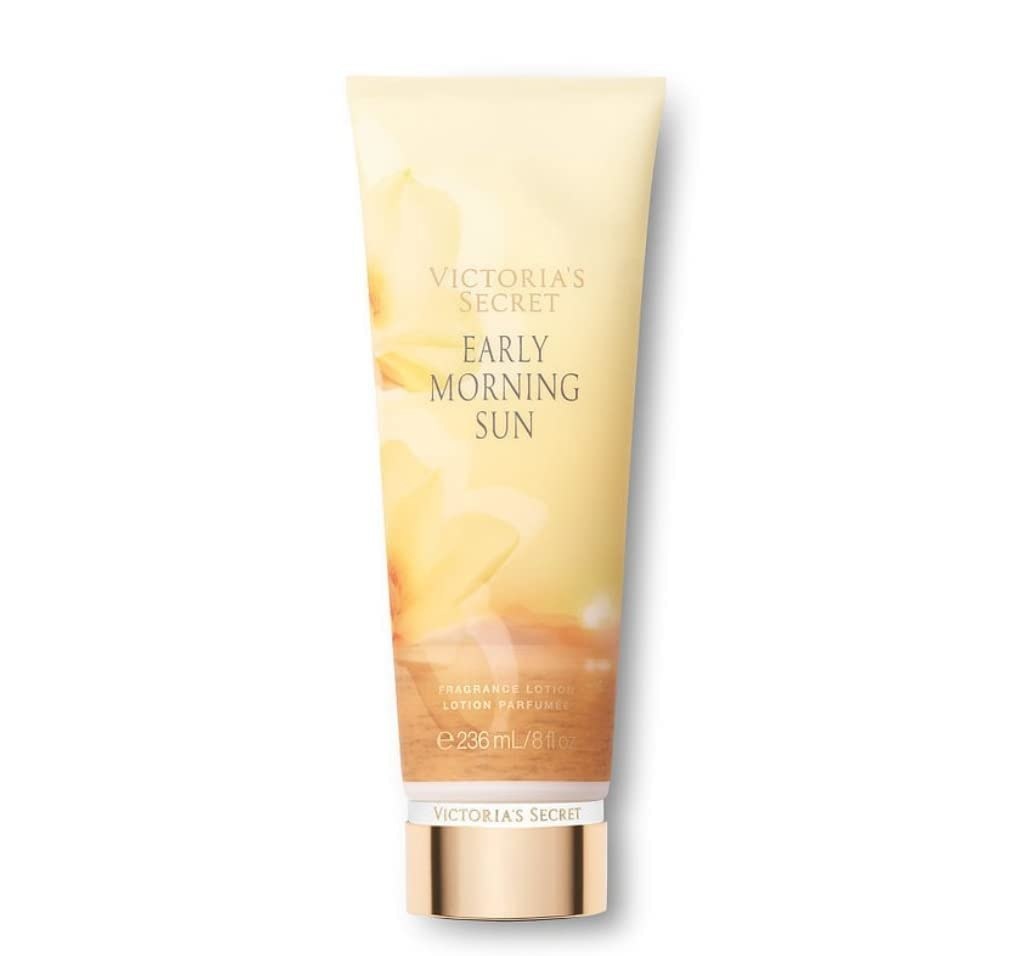 VICTORIA'S
SECRET
EARLY
MORNING
SUN
FRAGRANCE LOTION
LOTION PARFUMÉE
℮ 236 mL/8 fl oz
VICTORIA'S SECRET